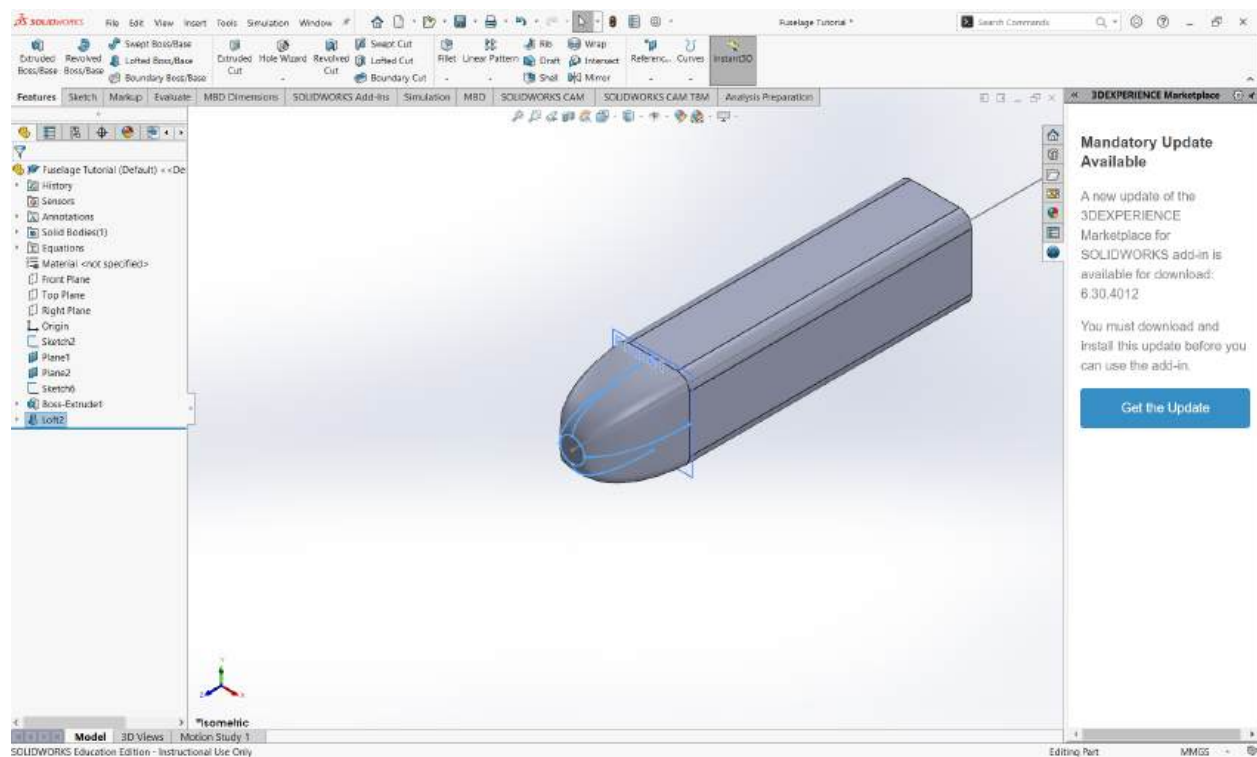 SOLIDWORKS File Edit View Insert Tools Simulation Window Fuselage Tutorial * Search Commands
Extruded Boss/Base Revolved Boss/Base Swept Boss/Base Lofted Boss/Base Boundary Boss/Base Extruded Cut Hole Wizard Revolved Cut Swept Cut Lofted Cut Boundary Cut Fillet Linear Pattern Rib Draft Shell Wrap Intersect Mirror Referenc... Curves Instant3D
Features Sketch Markup Evaluate MBD Dimensions SOLIDWORKS Add-Ins Simulation MBD SOLIDWORKS CAM SOLIDWORKS CAM TBM Analysis Preparation
3DEXPERIENCE Marketplace
Fuselage Tutorial (Default) <<De
History
Sensors
Annotations
Solid Bodies(1)
Equations
Material <not specified>
Front Plane
Top Plane
Right Plane
Origin
Sketch2
Plane1
Plane2
Sketch6
Boss-Extrude1
Loft2
Mandatory Update
Available
A new update of the
3DEXPERIENCE
Marketplace for
SOLIDWORKS add-in is
available for download:
6.30.4012
You must download and
install this update before you
can use the add-in.
Get the Update
*Isometric
Model 3D Views Motion Study 1
SOLIDWORKS Education Edition - Instructional Use Only Editing Part MMGS